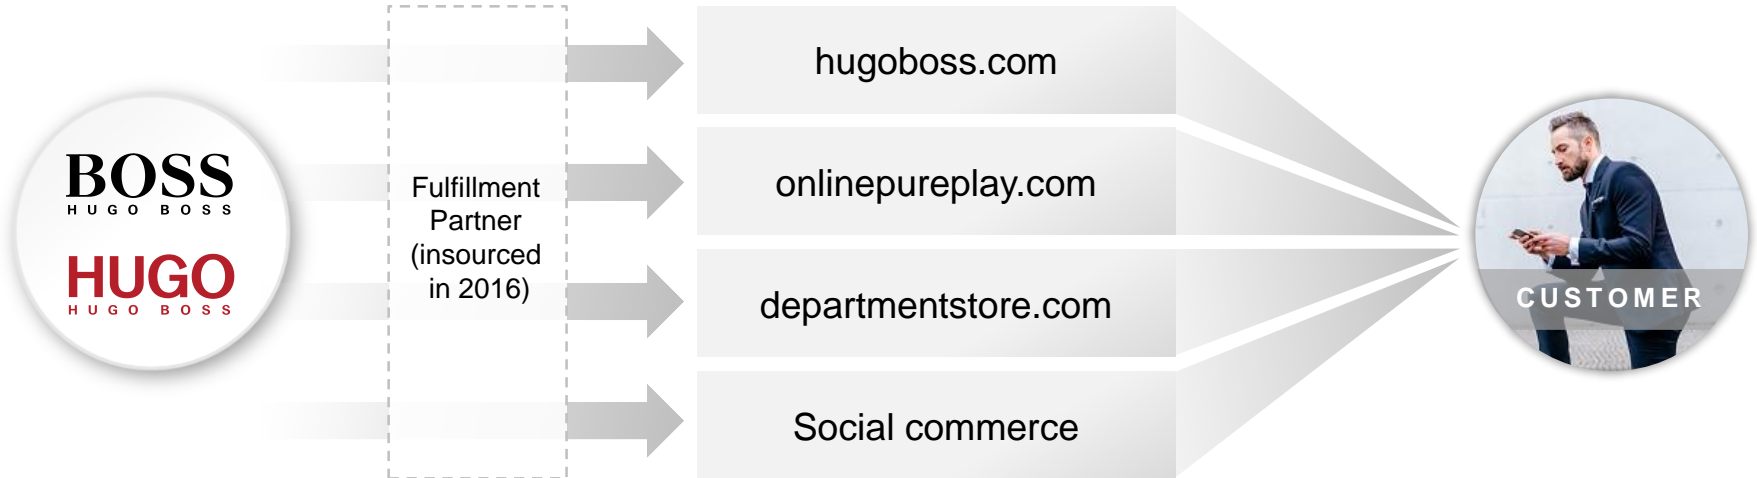 BOSS
HUGO BOSS
HUGO
HUGO BOSS
Fulfillment
Partner
(insourced
in 2016)
hugoboss.com
onlinepureplay.com
departmentstore.com
Social commerce
CUSTOMER